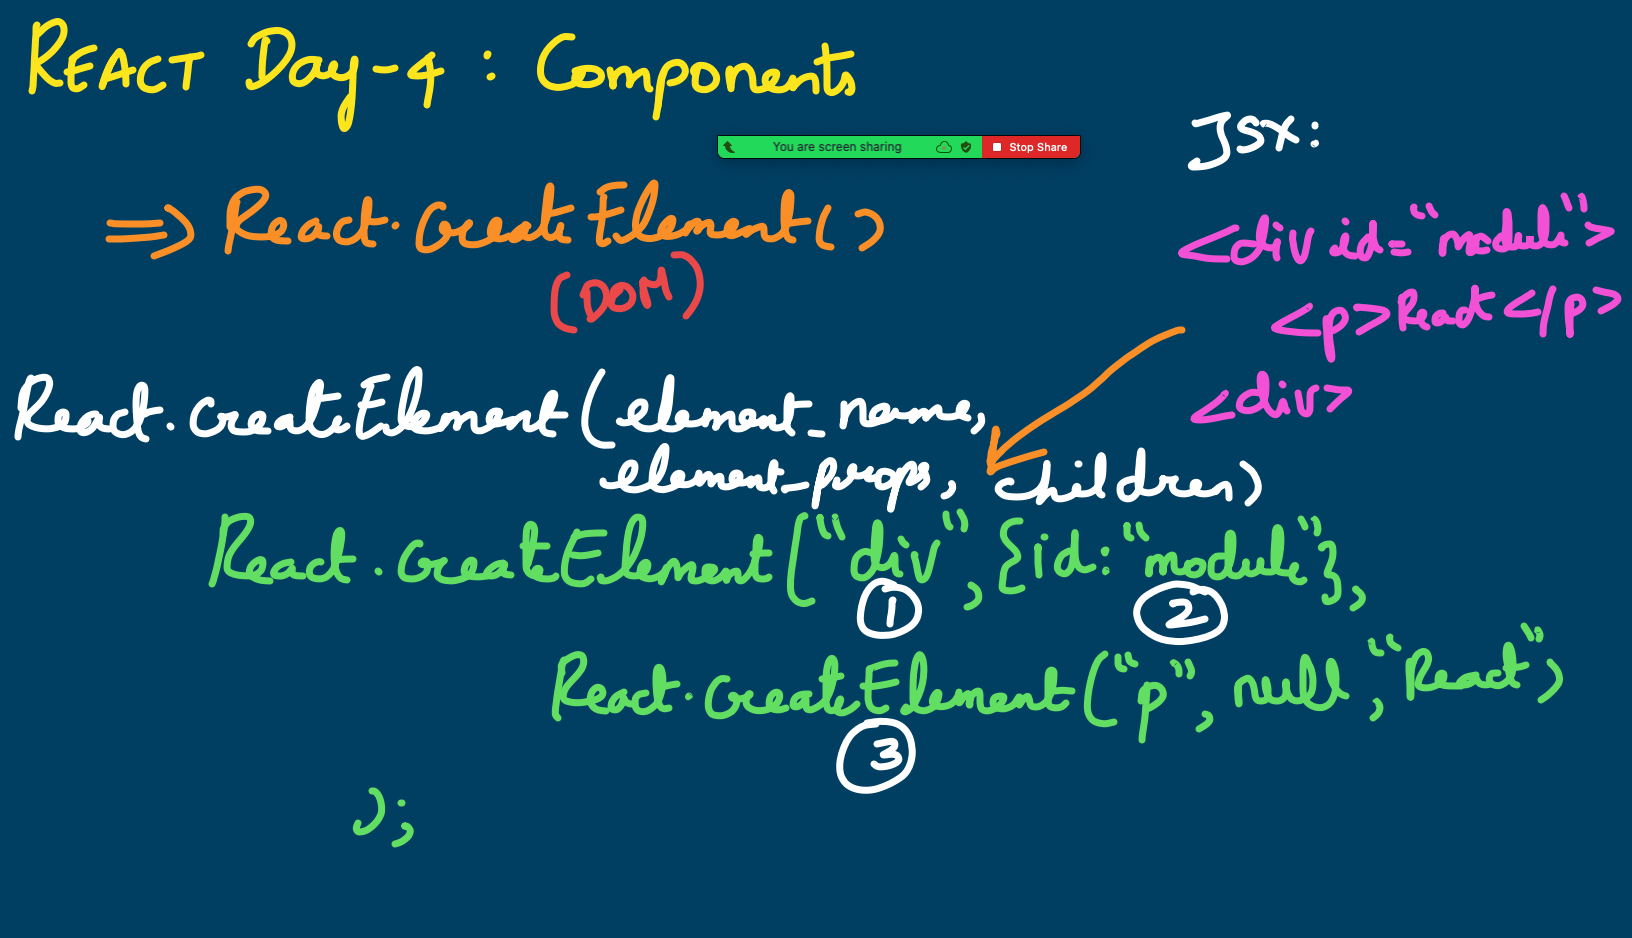 REACT Day-4 : Components
You are screen sharing
Stop Share
JSX:
<div id="module">
<p>React</p>
<div>
=> React.createElement()
(DOM)
React.createElement(element_name,
element_props, children)
React.createElement("div", {id:"module"},
1
2
React.createElement("p", null, "React")
3
);